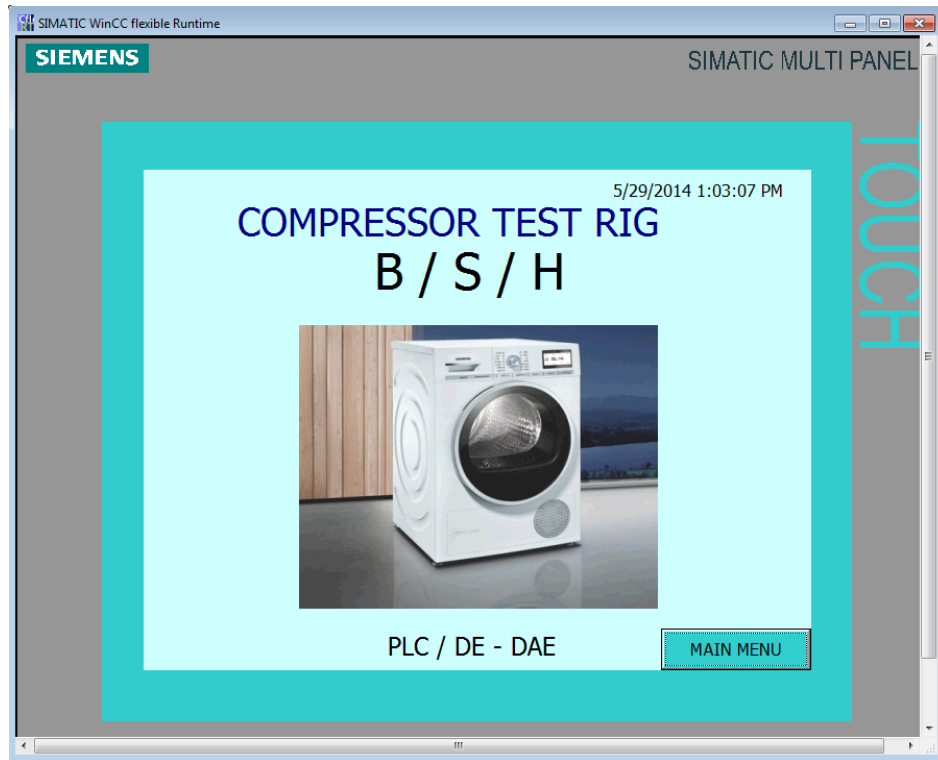 SIMATIC WinCC flexible Runtime
SIEMENS
SIMATIC MULTI PANEL
TOUCH
5/29/2014 1:03:07 PM
COMPRESSOR TEST RIG
B / S / H
SIEMENS
PLC / DE - DAE
MAIN MENU